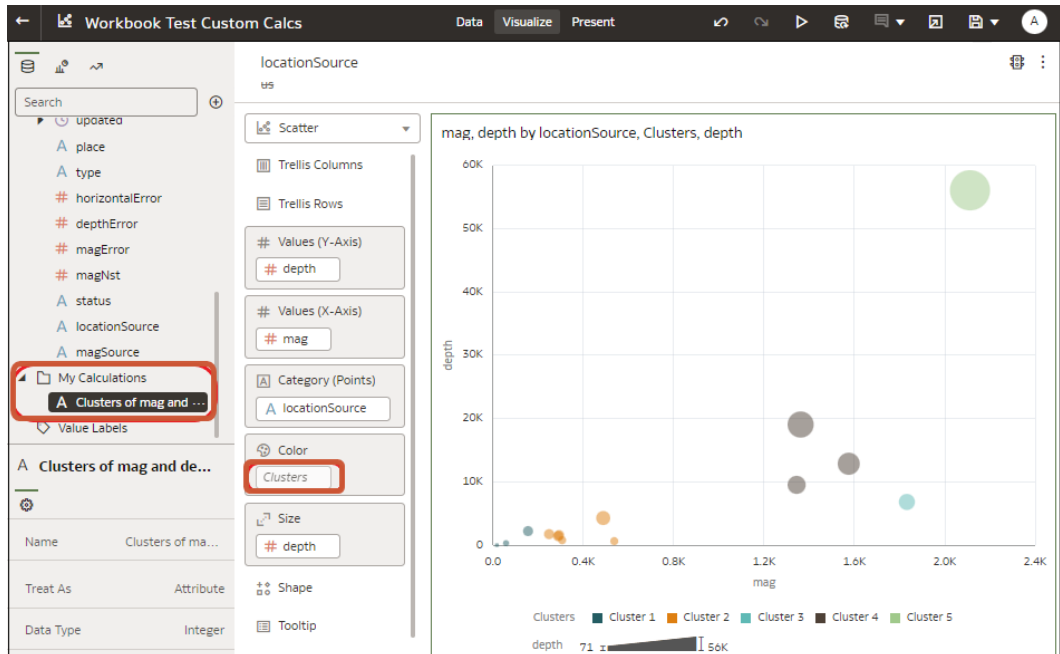 Workbook Test Custom Calcs
Data Visualize Present
A
Search
updated
A place
A type
# horizontalError
# depthError
# magError
# magNst
A status
A locationSource
A magSource
My Calculations
A Clusters of mag and ...
Value Labels
A Clusters of mag and de...
Name Clusters of ma...
Treat As Attribute
Data Type Integer
locationSource
US
Scatter
Trellis Columns
Trellis Rows
# Values (Y-Axis)
# depth
# Values (X-Axis)
# mag
A Category (Points)
A locationSource
Color
Clusters
Size
# depth
Shape
Tooltip
mag, depth by locationSource, Clusters, depth
60K
50K
40K
30K
20K
10K
0
depth
0.0 0.4K 0.8K 1.2K 1.6K 2.0K 2.4K
mag
Clusters Cluster 1 Cluster 2 Cluster 3 Cluster 4 Cluster 5
depth 71 56K